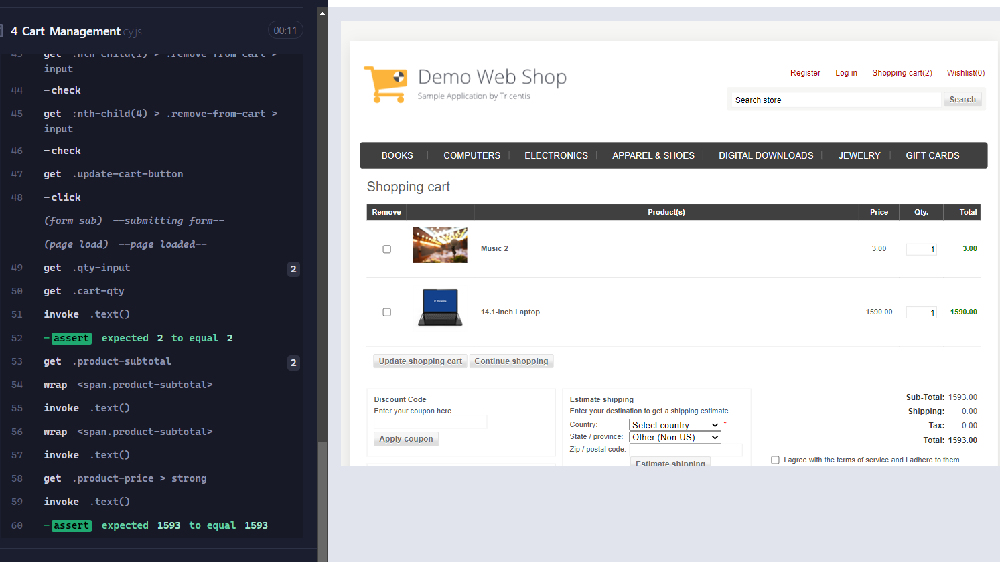 4_Cart_Management cy.js
00:11
43 get :nth-child(1) > .remove-from-cart >
input
44 -check
45 get :nth-child(4) > .remove-from-cart >
input
46 -check
47 get .update-cart-button
48 -click
(form sub) --submitting form--
(page load) --page loaded--
49 get .qty-input 2
50 get .cart-qty
51 invoke .text()
52 -assert expected 2 to equal 2
53 get .product-subtotal 2
54 wrap <span.product-subtotal>
55 invoke .text()
56 wrap <span.product-subtotal>
57 invoke .text()
58 get .product-price > strong
59 invoke .text()
60 -assert expected 1593 to equal 1593
Demo Web Shop
Sample Application by Tricentis
Register Log in Shopping cart(2) Wishlist(0)
Search store Search
BOOKS COMPUTERS ELECTRONICS APPAREL & SHOES DIGITAL DOWNLOADS JEWELRY GIFT CARDS
Shopping cart
Remove Product(s) Price Qty. Total
Music 2 3.00 1 3.00
Tricentis
14.1-inch Laptop 1590.00 1 1590.00
Update shopping cart Continue shopping
Discount Code
Enter your coupon here
Apply coupon
Estimate shipping
Enter your destination to get a shipping estimate
Country: Select country *
State / province: Other (Non US)
Zip / postal code:
Estimate shipping
Sub-Total: 1593.00
Shipping: 0.00
Tax: 0.00
Total: 1593.00
I agree with the terms of service and I adhere to them